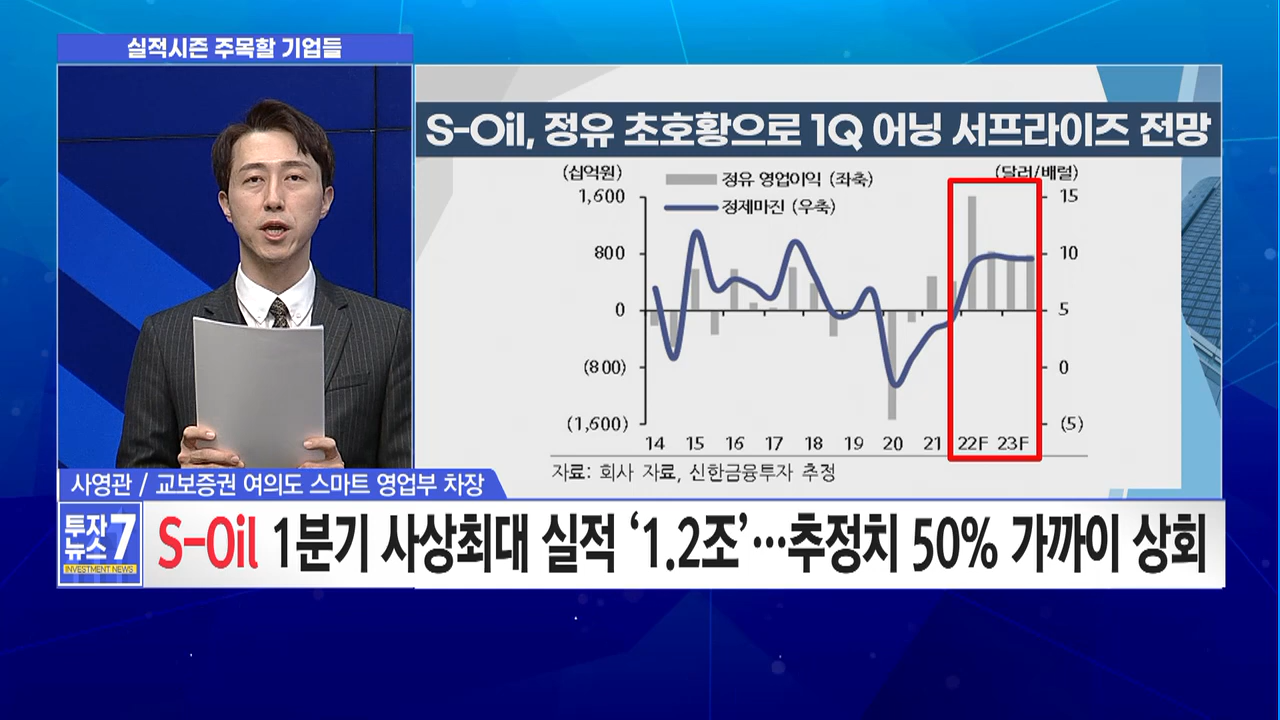 실적시즌 주목할 기업들
S-Oil, 정유 초호황으로 1Q 어닝 서프라이즈 전망
(십억원)
정유 영업이익 (좌축)
정제마진 (우축)
(달러/배럴)
1,600
800
0
(800)
(1,600)
15
10
5
0
(5)
14 15 16 17 18 19 20 21 22F 23F
자료: 회사 자료, 신한금융투자 추정
사영관 / 교보증권 여의도 스마트 영업부 차장
투자
뉴스7
INVESTMENT NEWS
S-Oil 1분기 사상최대 실적 ‘1.2조’…추정치 50% 가까이 상회